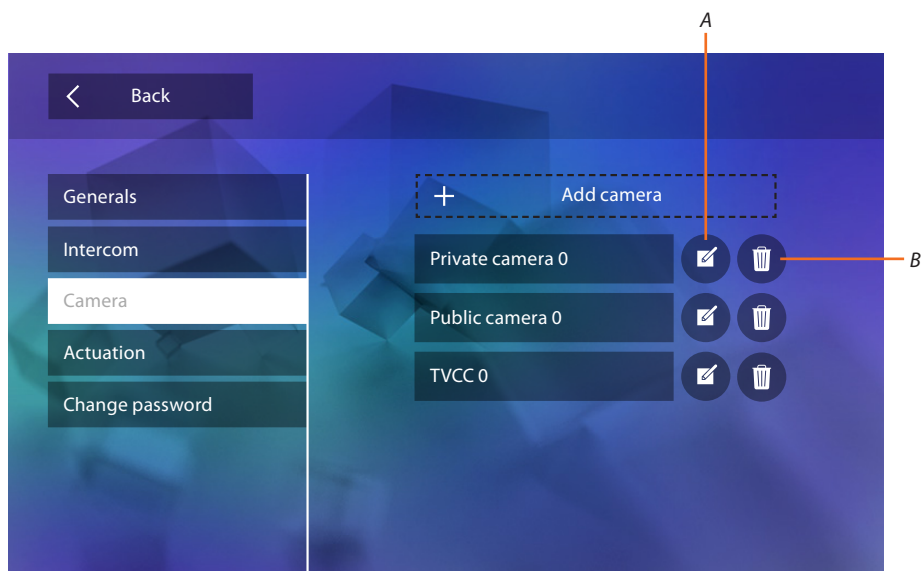 A
Back
Generals
Add camera
Intercom
Private camera 0
B
Camera
Public camera 0
Actuation
TVCC 0
Change password